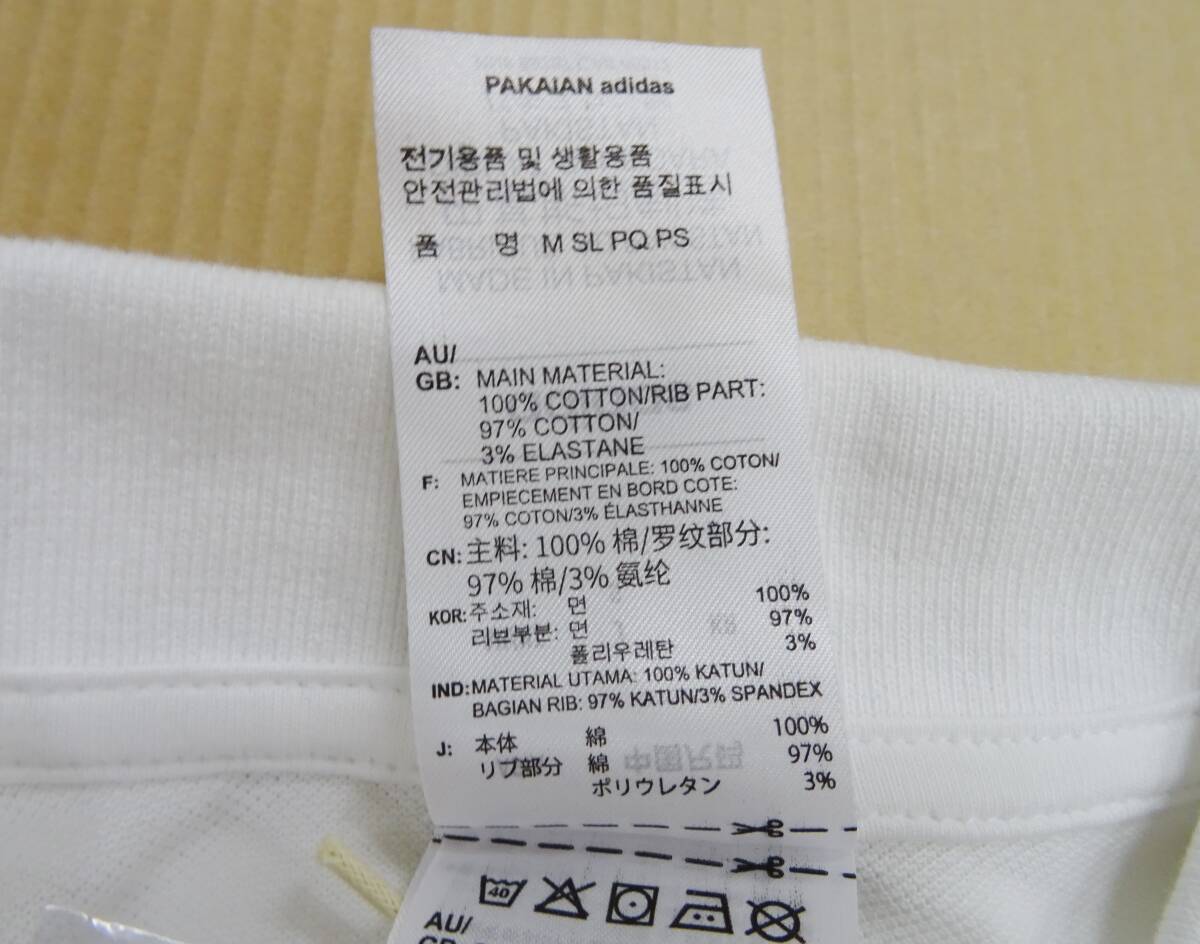 PAKAIAN adidas
전기용품 및 생활용품
안전관리법에 의한 품질표시
품 명 M SL PQ PS
AU/
GB: MAIN MATERIAL:
100% COTTON/RIB PART:
97% COTTON/
3% ELASTANE
F: MATIERE PRINCIPALE: 100% COTON/
EMPIECEMENT EN BORD COTE:
97% COTON/3% ÉLASTHANNE
CN: 主料: 100% 棉/罗纹部分:
97% 棉/3% 氨纶
KOR: 주소재: 면 100%
리브부분: 면 97%
폴리우레탄 3%
IND: MATERIAL UTAMA: 100% KATUN/
BAGIAN RIB: 97% KATUN/3% SPANDEX
J: 本体 綿 100%
リブ部分 綿 97%
ポリウレタン 3%
40
AU/